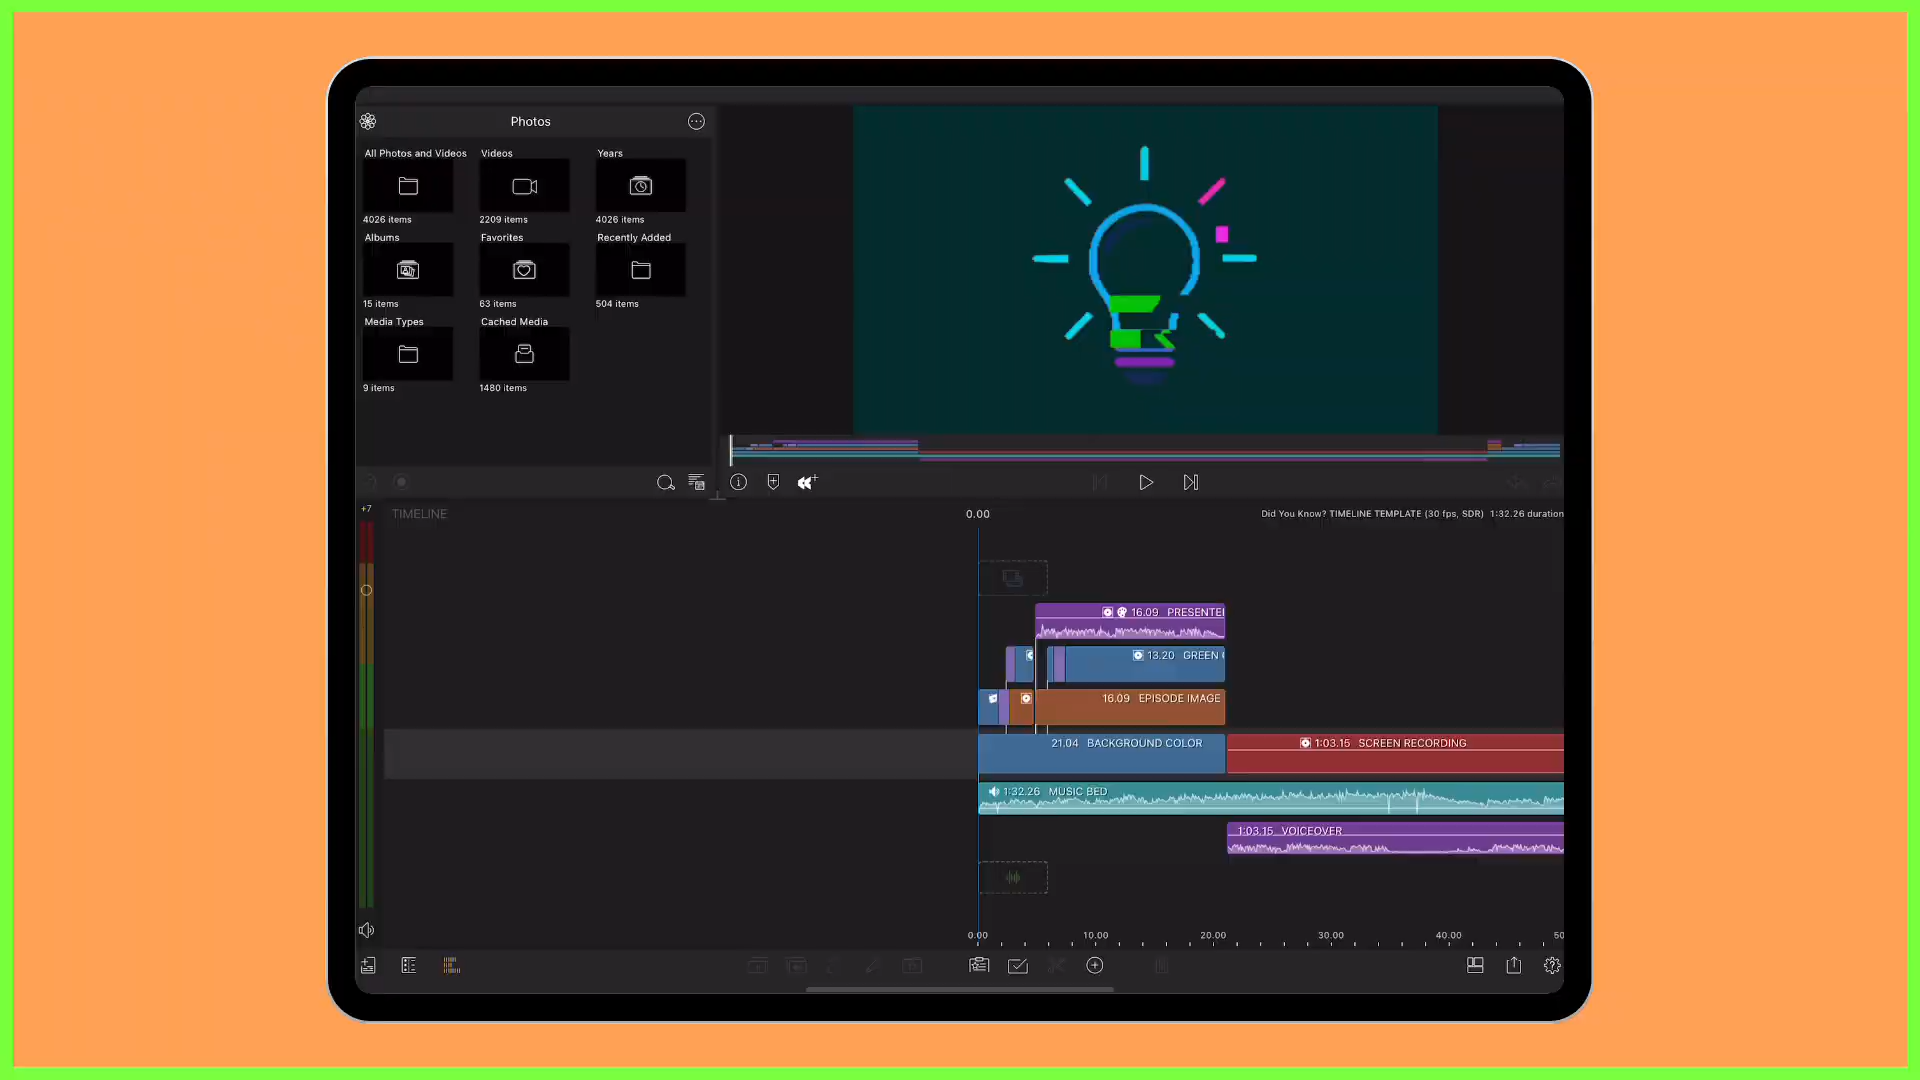 Photos
All Photos and Videos
Videos
Years
4026 items
2209 items
4026 items
Albums
Favorites
Recently Added
15 items
63 items
504 items
Media Types
Cached Media
9 items
1480 items
+7
TIMELINE
0.00
Did You Know? TIMELINE TEMPLATE (30 fps, SDR) 1:32.26 duration
16.09 PRESENTE
13.20 GREEN
16.09 EPISODE IMAGE
21.04 BACKGROUND COLOR
1:03.15 SCREEN RECORDING
1:32.26 MUSIC BED
1:03.15 VOICEOVER
0.00
10.00
20.00
30.00
40.00
50